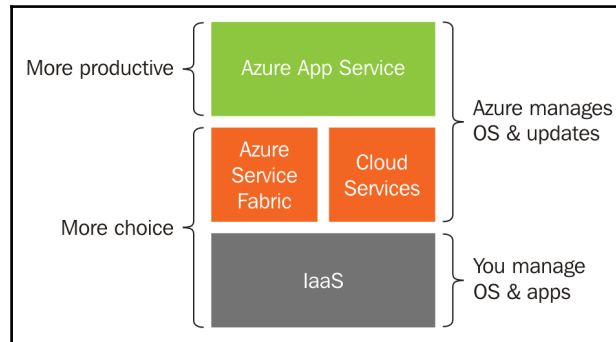 More productive
Azure App Service
Azure manages
OS & updates
Azure
Service
Fabric
Cloud
Services
More choice
IaaS
You manage
OS & apps